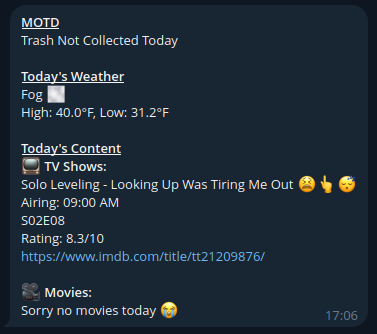 MOTD
Trash Not Collected Today
Today's Weather
Fog 🌫️
High: 40.0°F, Low: 31.2°F
Today's Content
📺 TV Shows:
Solo Leveling - Looking Up Was Tiring Me Out 😫👆😴
Airing: 09:00 AM
S02E08
Rating: 8.3/10
https://www.imdb.com/title/tt21209876/
🎥 Movies:
Sorry no movies today 😭
17:06